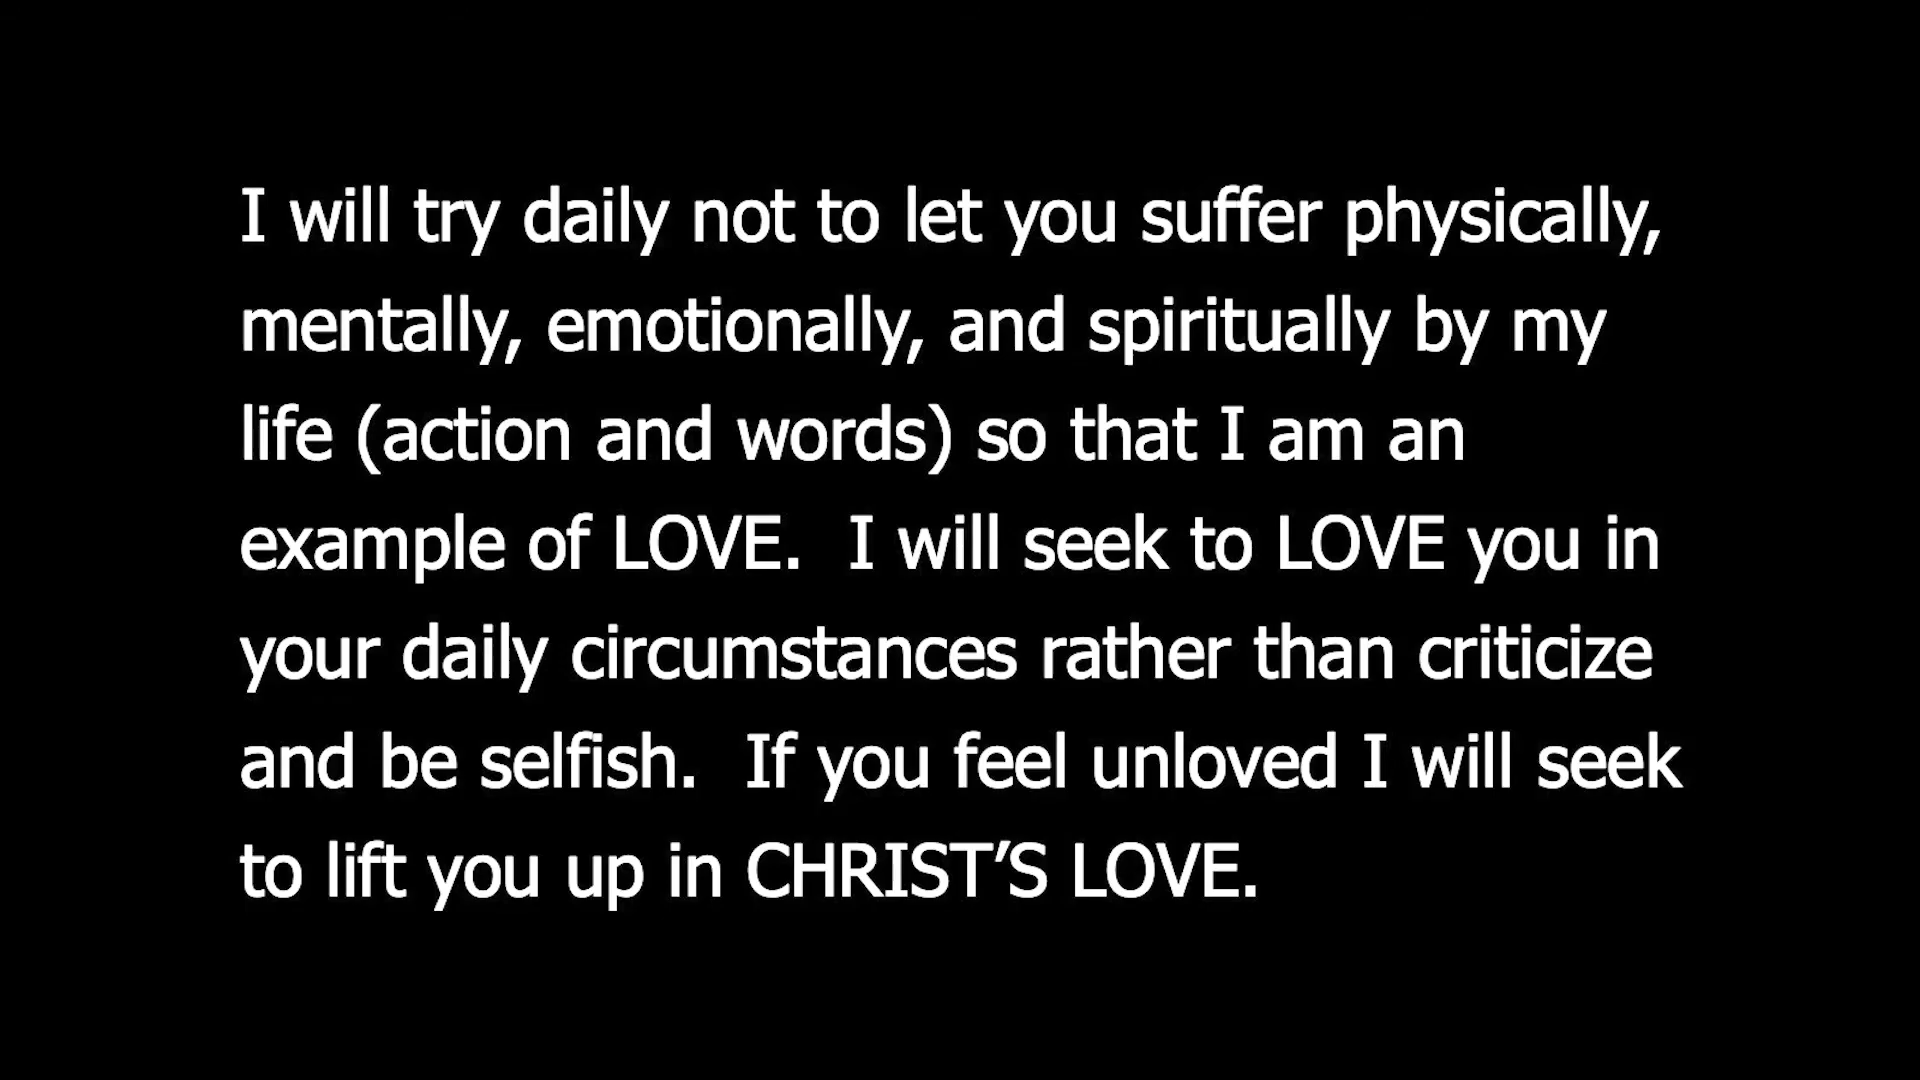 I will try daily not to let you suffer physically,
mentally, emotionally, and spiritually by my
life (action and words) so that I am an
example of LOVE.  I will seek to LOVE you in
your daily circumstances rather than criticize
and be selfish.  If you feel unloved I will seek
to lift you up in CHRIST’S LOVE.